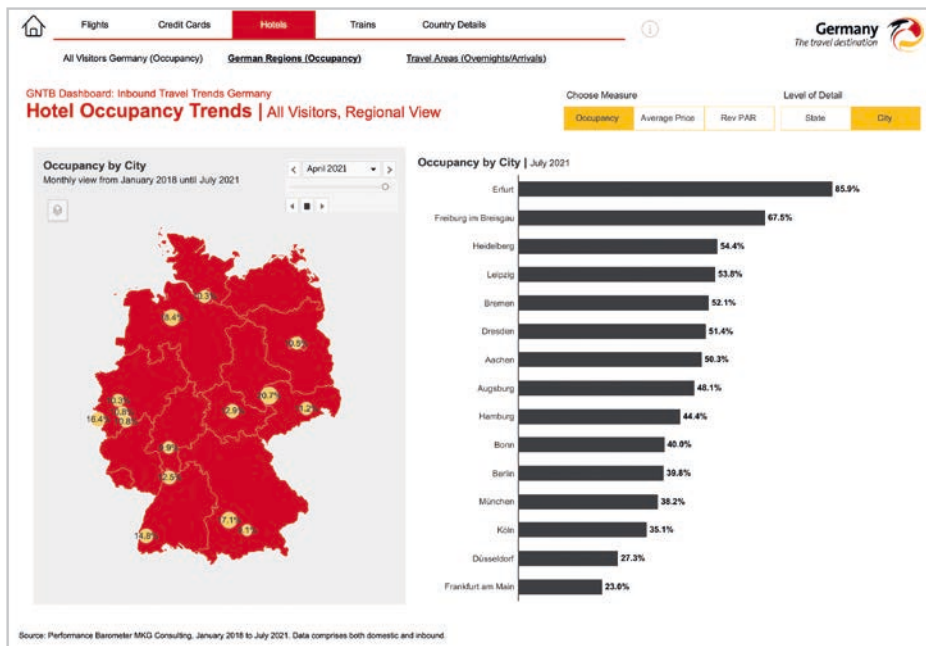 Flights Credit Cards Hotels Trains Country Details
Germany
The travel destination
All Visitors Germany (Occupancy) German Regions (Occupancy) Travel Areas (Overnights/Arrivals)
GNTB Dashboard: Inbound Travel Trends Germany
Hotel Occupancy Trends | All Visitors, Regional View
Choose Measure
Occupancy Average Price Rev PAR
Level of Detail
State City
Occupancy by City
Monthly view from January 2018 until July 2021
April 2021
16.4%
14.8%
Occupancy by City | July 2021
Erfurt 85.9%
Freiburg im Breisgau 67.5%
Heidelberg 54.4%
Leipzig 53.8%
Bremen 52.1%
Dresden 51.4%
Aachen 50.3%
Augsburg 48.1%
Hamburg 44.4%
Bonn 40.0%
Berlin 39.8%
München 38.2%
Köln 35.1%
Düsseldorf 27.3%
Frankfurt am Main 23.0%
Source: Performance Barometer MKG Consulting, January 2018 to July 2021. Data comprises both domestic and inbound.